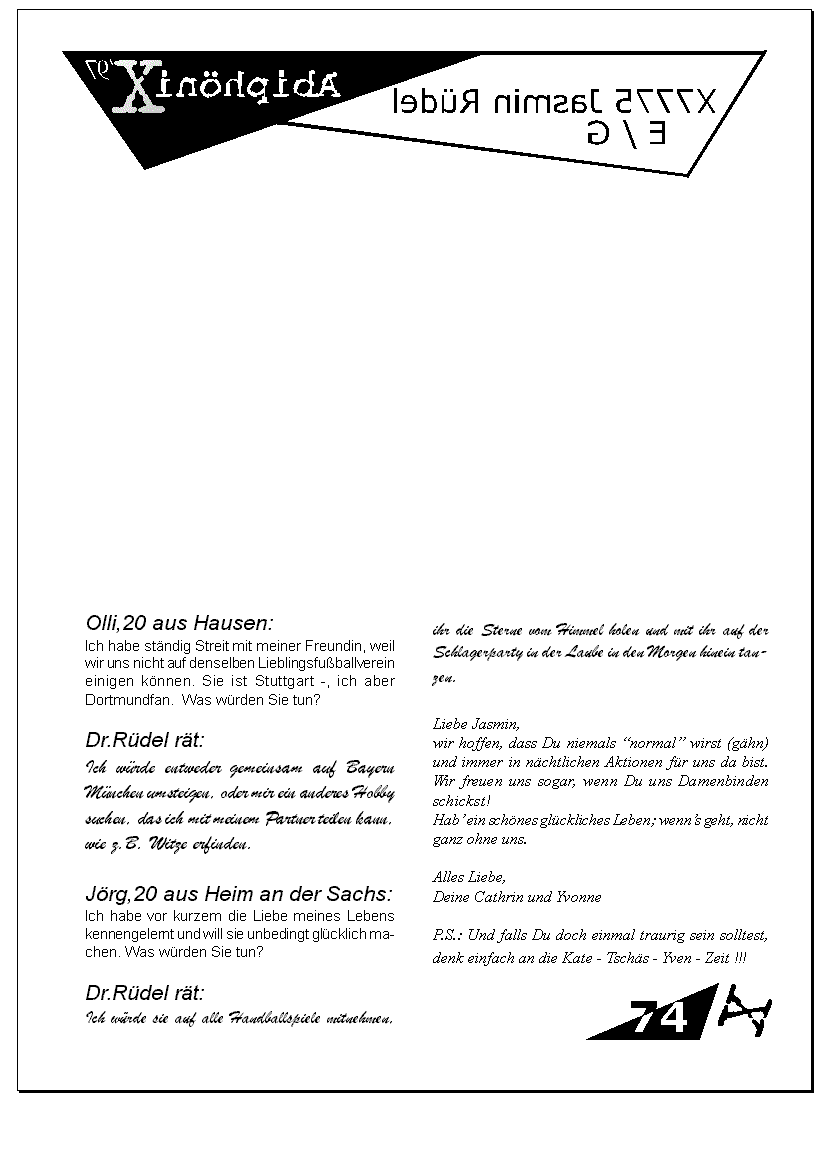 Abiphöni X '97
X7775 Jasmin Rüdel
E / G
Olli,20 aus Hausen:
Ich habe ständig Streit mit meiner Freundin, weil
wir uns nicht auf denselben Lieblingsfußballverein
einigen können. Sie ist Stuttgart -, ich aber
Dortmundfan. Was würden Sie tun?
Dr.Rüdel rät:
Ich würde entweder gemeinsam auf Bayern
München umsteigen, oder mir ein anderes Hobby
suchen, das ich mit meinem Partner teilen kann,
wie z.B. Witze erfinden.
Jörg,20 aus Heim an der Sachs:
Ich habe vor kurzem die Liebe meines Lebens
kennengelernt und will sie unbedingt glücklich ma-
chen. Was würden Sie tun?
Dr.Rüdel rät:
Ich würde sie auf alle Handballspiele mitnehmen,
ihr die Sterne vom Himmel holen und mit ihr auf der
Schlagerparty in der Laube in den Morgen hinein tan-
zen.
Liebe Jasmin,
wir hoffen, dass Du niemals “normal” wirst (gähn)
und immer in nächtlichen Aktionen für uns da bist.
Wir freuen uns sogar, wenn Du uns Damenbinden
schickst!
Hab’ ein schönes glückliches Leben; wenn’s geht, nicht
ganz ohne uns.
Alles Liebe,
Deine Cathrin und Yvonne
P.S.: Und falls Du doch einmal traurig sein solltest,
denk einfach an die Kate - Tschäs - Yven - Zeit !!!
74